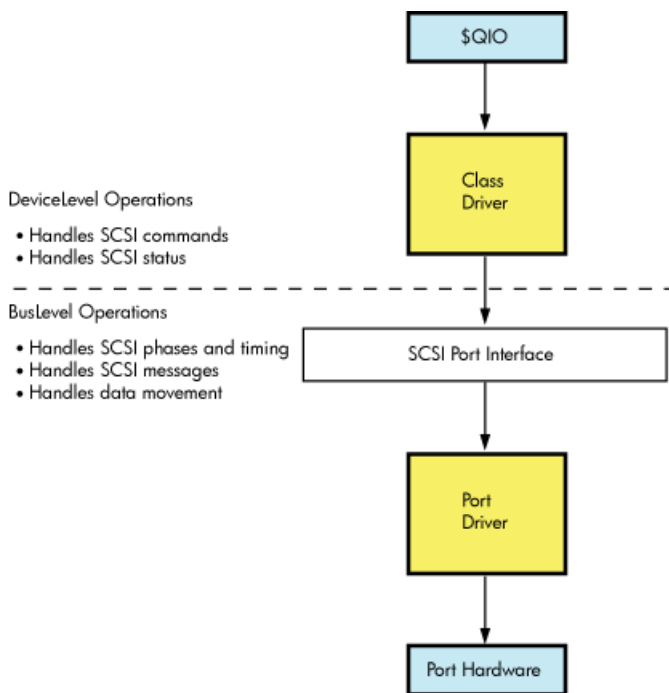 $QIO
Class
Driver
DeviceLevel Operations
• Handles SCSI commands
• Handles SCSI status
BusLevel Operations
• Handles SCSI phases and timing
• Handles SCSI messages
• Handles data movement
SCSI Port Interface
Port
Driver
Port Hardware